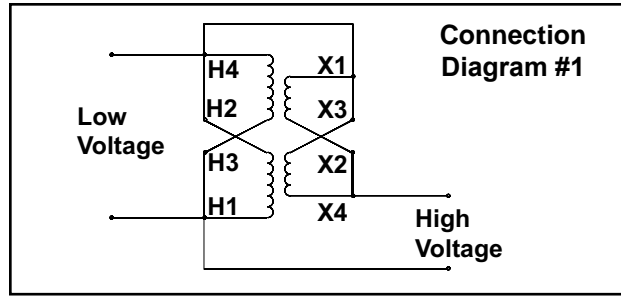 Connection
Diagram #1
H4
X1
H2
X3
Low
Voltage
H3
X2
H1
X4
High
Voltage